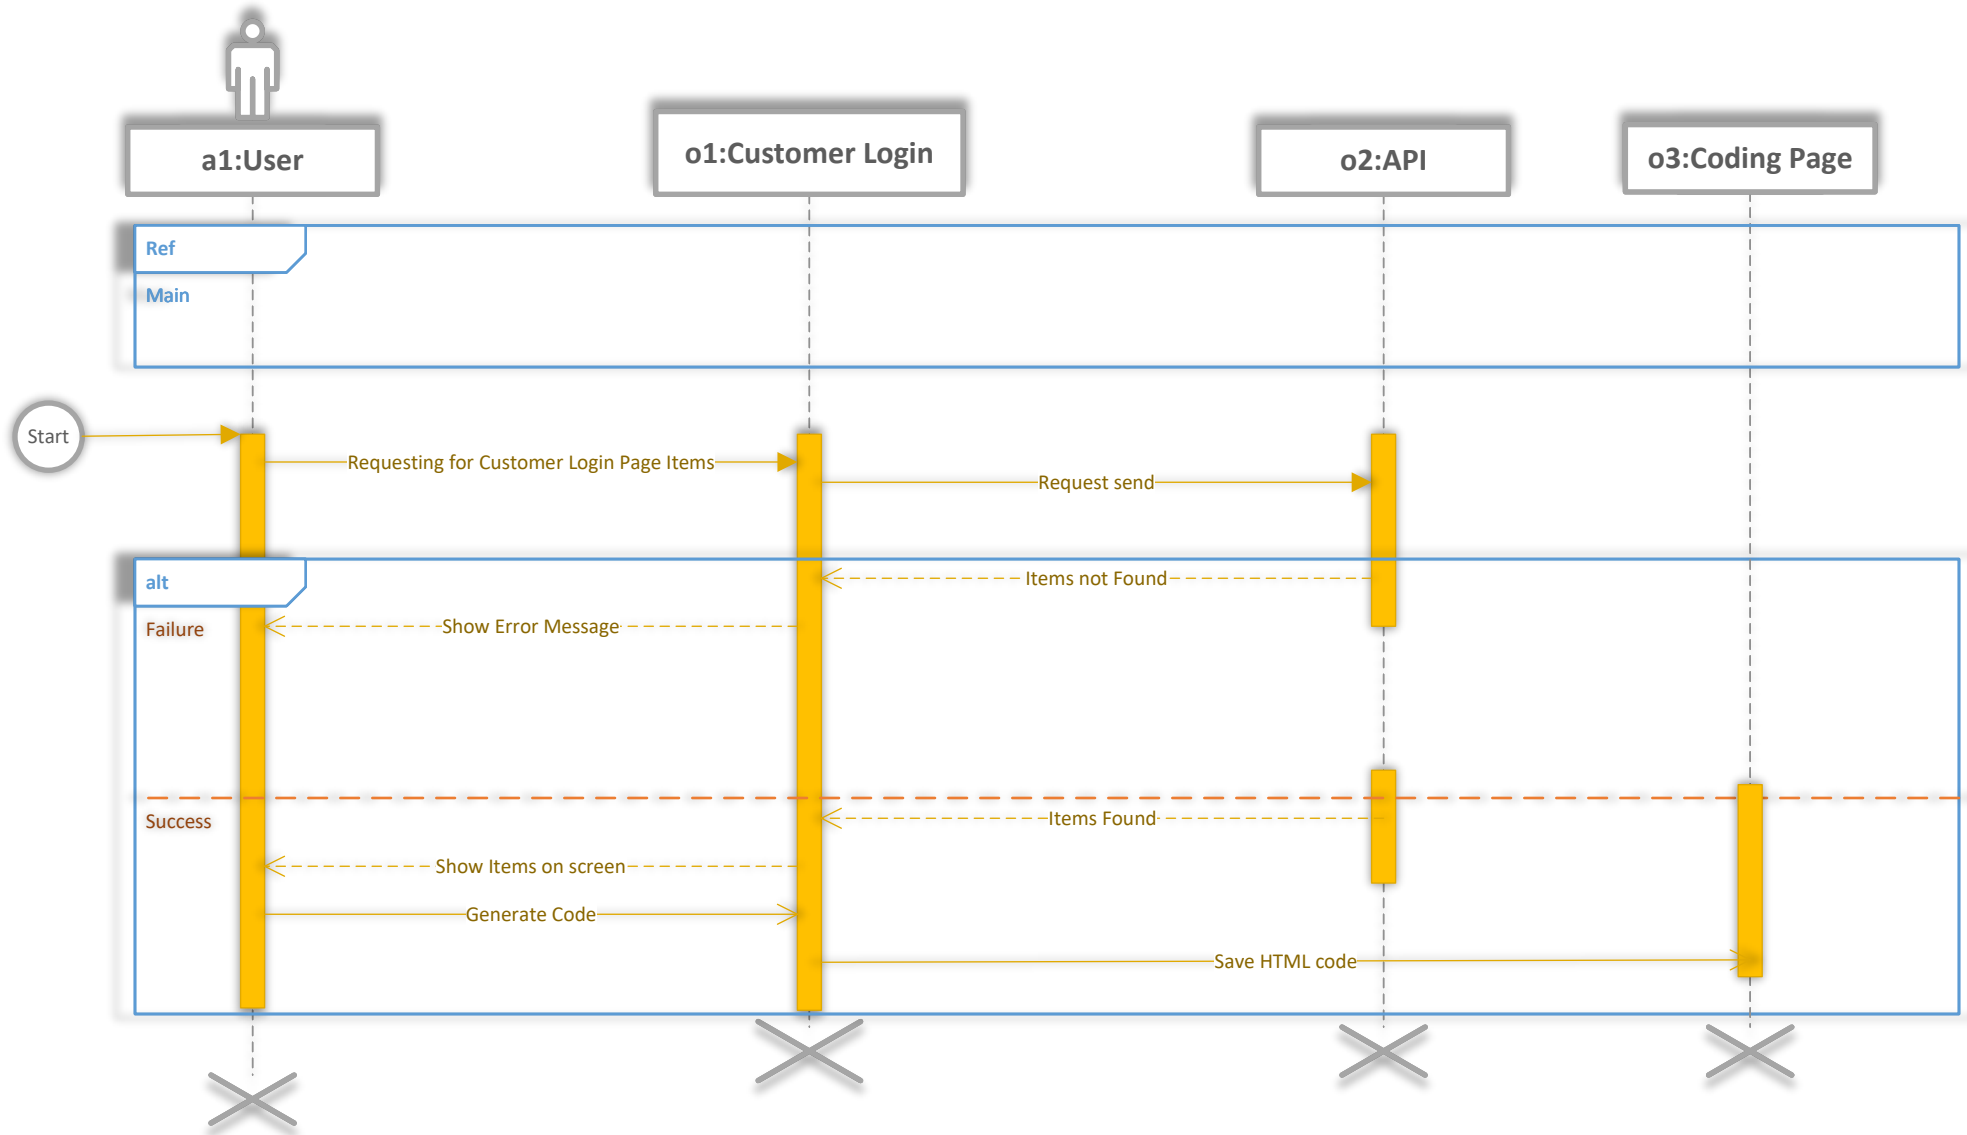 a1:User
o1:Customer Login
o2:API
o3:Coding Page
Ref
Main
Start
Requesting for Customer Login Page Items
Request send
alt
Items not Found
Failure
Show Error Message
Success
Items Found
Show Items on screen
Generate Code
Save HTML code